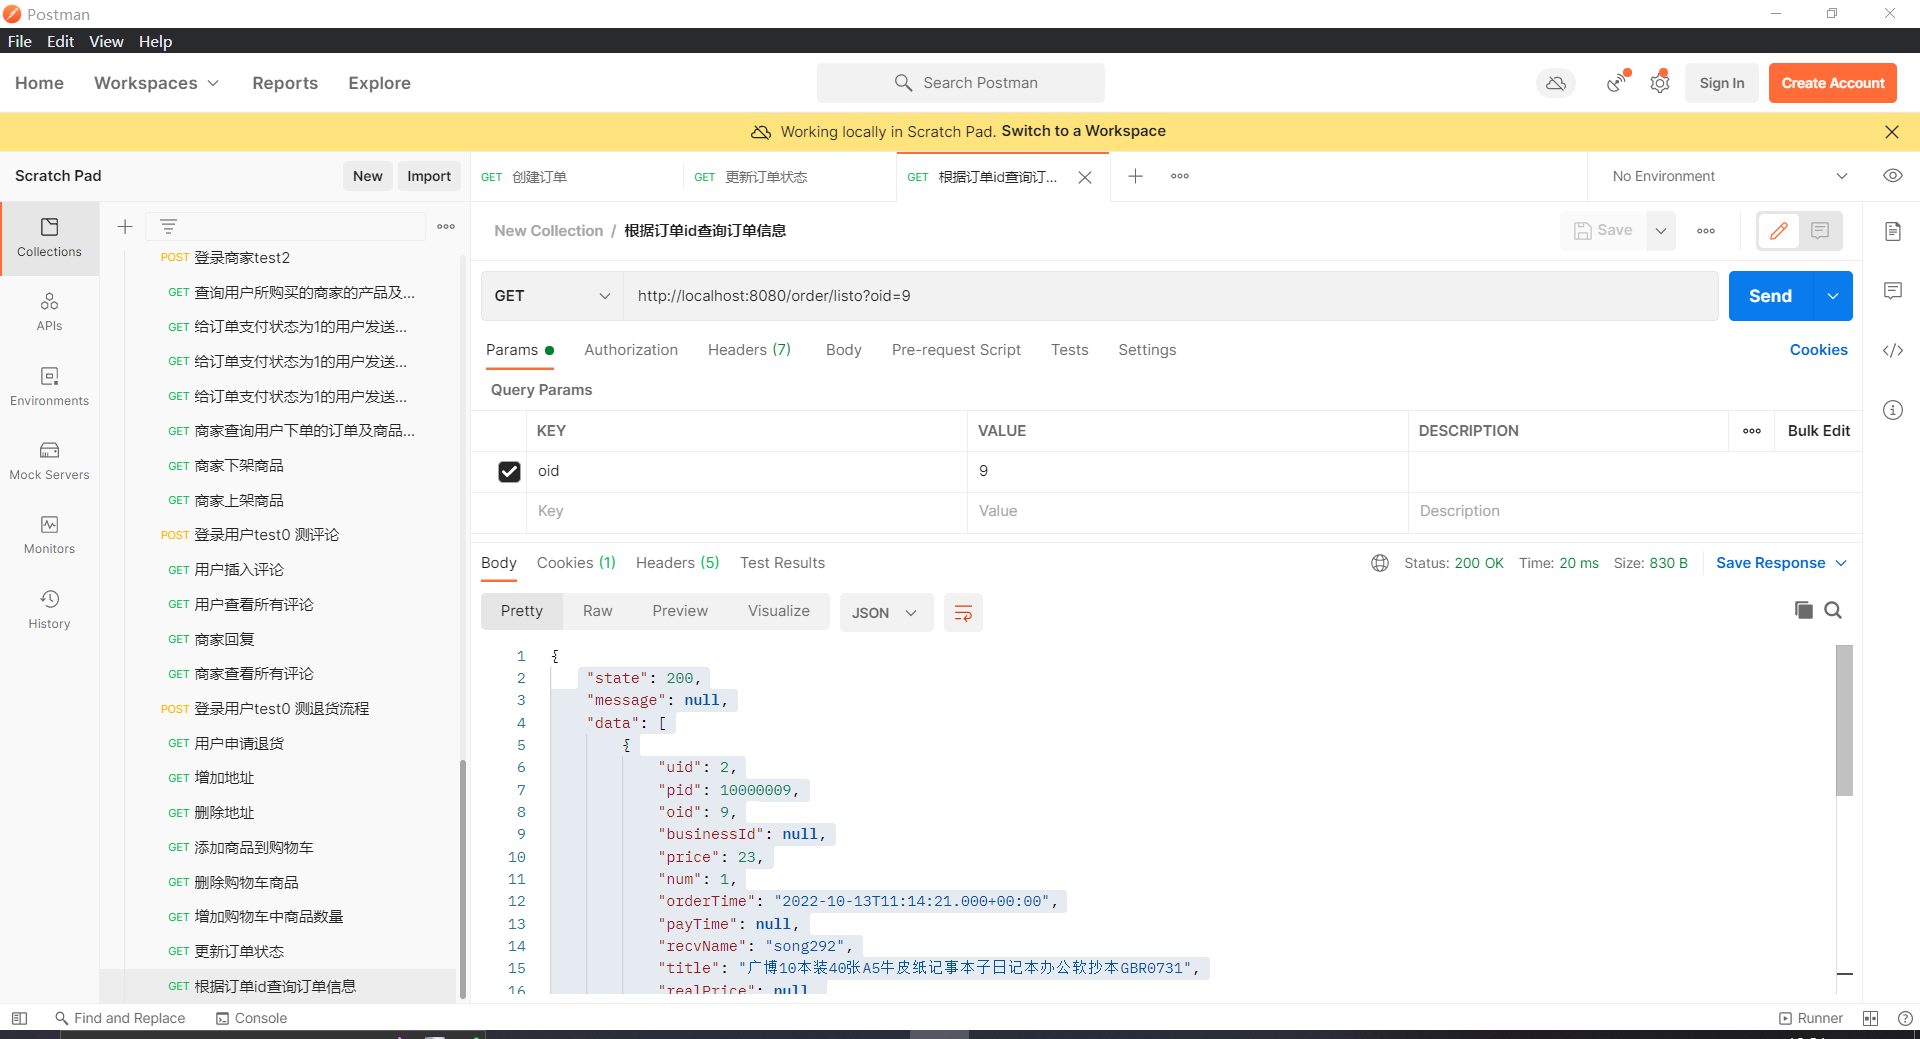 Postman
File Edit View Help
Home Workspaces Reports Explore Search Postman Sign In Create Account
Working locally in Scratch Pad. Switch to a Workspace
Scratch Pad New Import
GET 创建订单 GET 更新订单状态 GET 根据订单id查询订... No Environment
New Collection / 根据订单id查询订单信息 Save
Collections
APIs
Environments
Mock Servers
Monitors
History
POST 登录商家test2
GET 查询用户所购买的商家的产品及...
GET 给订单支付状态为1的用户发送...
GET 给订单支付状态为1的用户发送...
GET 给订单支付状态为1的用户发送...
GET 商家查询用户下单的订单及商品...
GET 商家下架商品
GET 商家上架商品
POST 登录用户test0 测评论
GET 用户插入评论
GET 用户查看所有评论
GET 商家回复
GET 商家查看所有评论
POST 登录用户test0 测退货流程
GET 用户申请退货
GET 增加地址
GET 删除地址
GET 添加商品到购物车
GET 删除购物车商品
GET 增加购物车中商品数量
GET 更新订单状态
GET 根据订单id查询订单信息
GET http://localhost:8080/order/listo?oid=9 Send
Params Authorization Headers (7) Body Pre-request Script Tests Settings Cookies
Query Params
KEY VALUE DESCRIPTION Bulk Edit
oid 9
Key Value Description
Body Cookies (1) Headers (5) Test Results Status: 200 OK Time: 20 ms Size: 830 B Save Response
Pretty Raw Preview Visualize JSON
1 {
2 "state": 200,
3 "message": null,
4 "data": [
5 {
6 "uid": 2,
7 "pid": 10000009,
8 "oid": 9,
9 "businessId": null,
10 "price": 23,
11 "num": 1,
12 "orderTime": "2022-10-13T11:14:21.000+00:00",
13 "payTime": null,
14 "recvName": "song292",
15 "title": "广博10本装40张A5牛皮纸记事本子日记本办公软抄本GBR0731",
16 "realPrice": null,
Find and Replace Console Runner